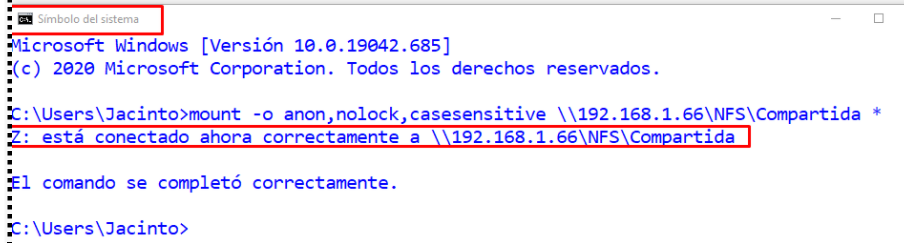 Símbolo del sistema
Microsoft Windows [Versión 10.0.19042.685]
(c) 2020 Microsoft Corporation. Todos los derechos reservados.
C:\Users\Jacinto>mount -o anon,nolock,casesensitive \\192.168.1.66\NFS\Compartida *
Z: está conectado ahora correctamente a \\192.168.1.66\NFS\Compartida
El comando se completó correctamente.
C:\Users\Jacinto>